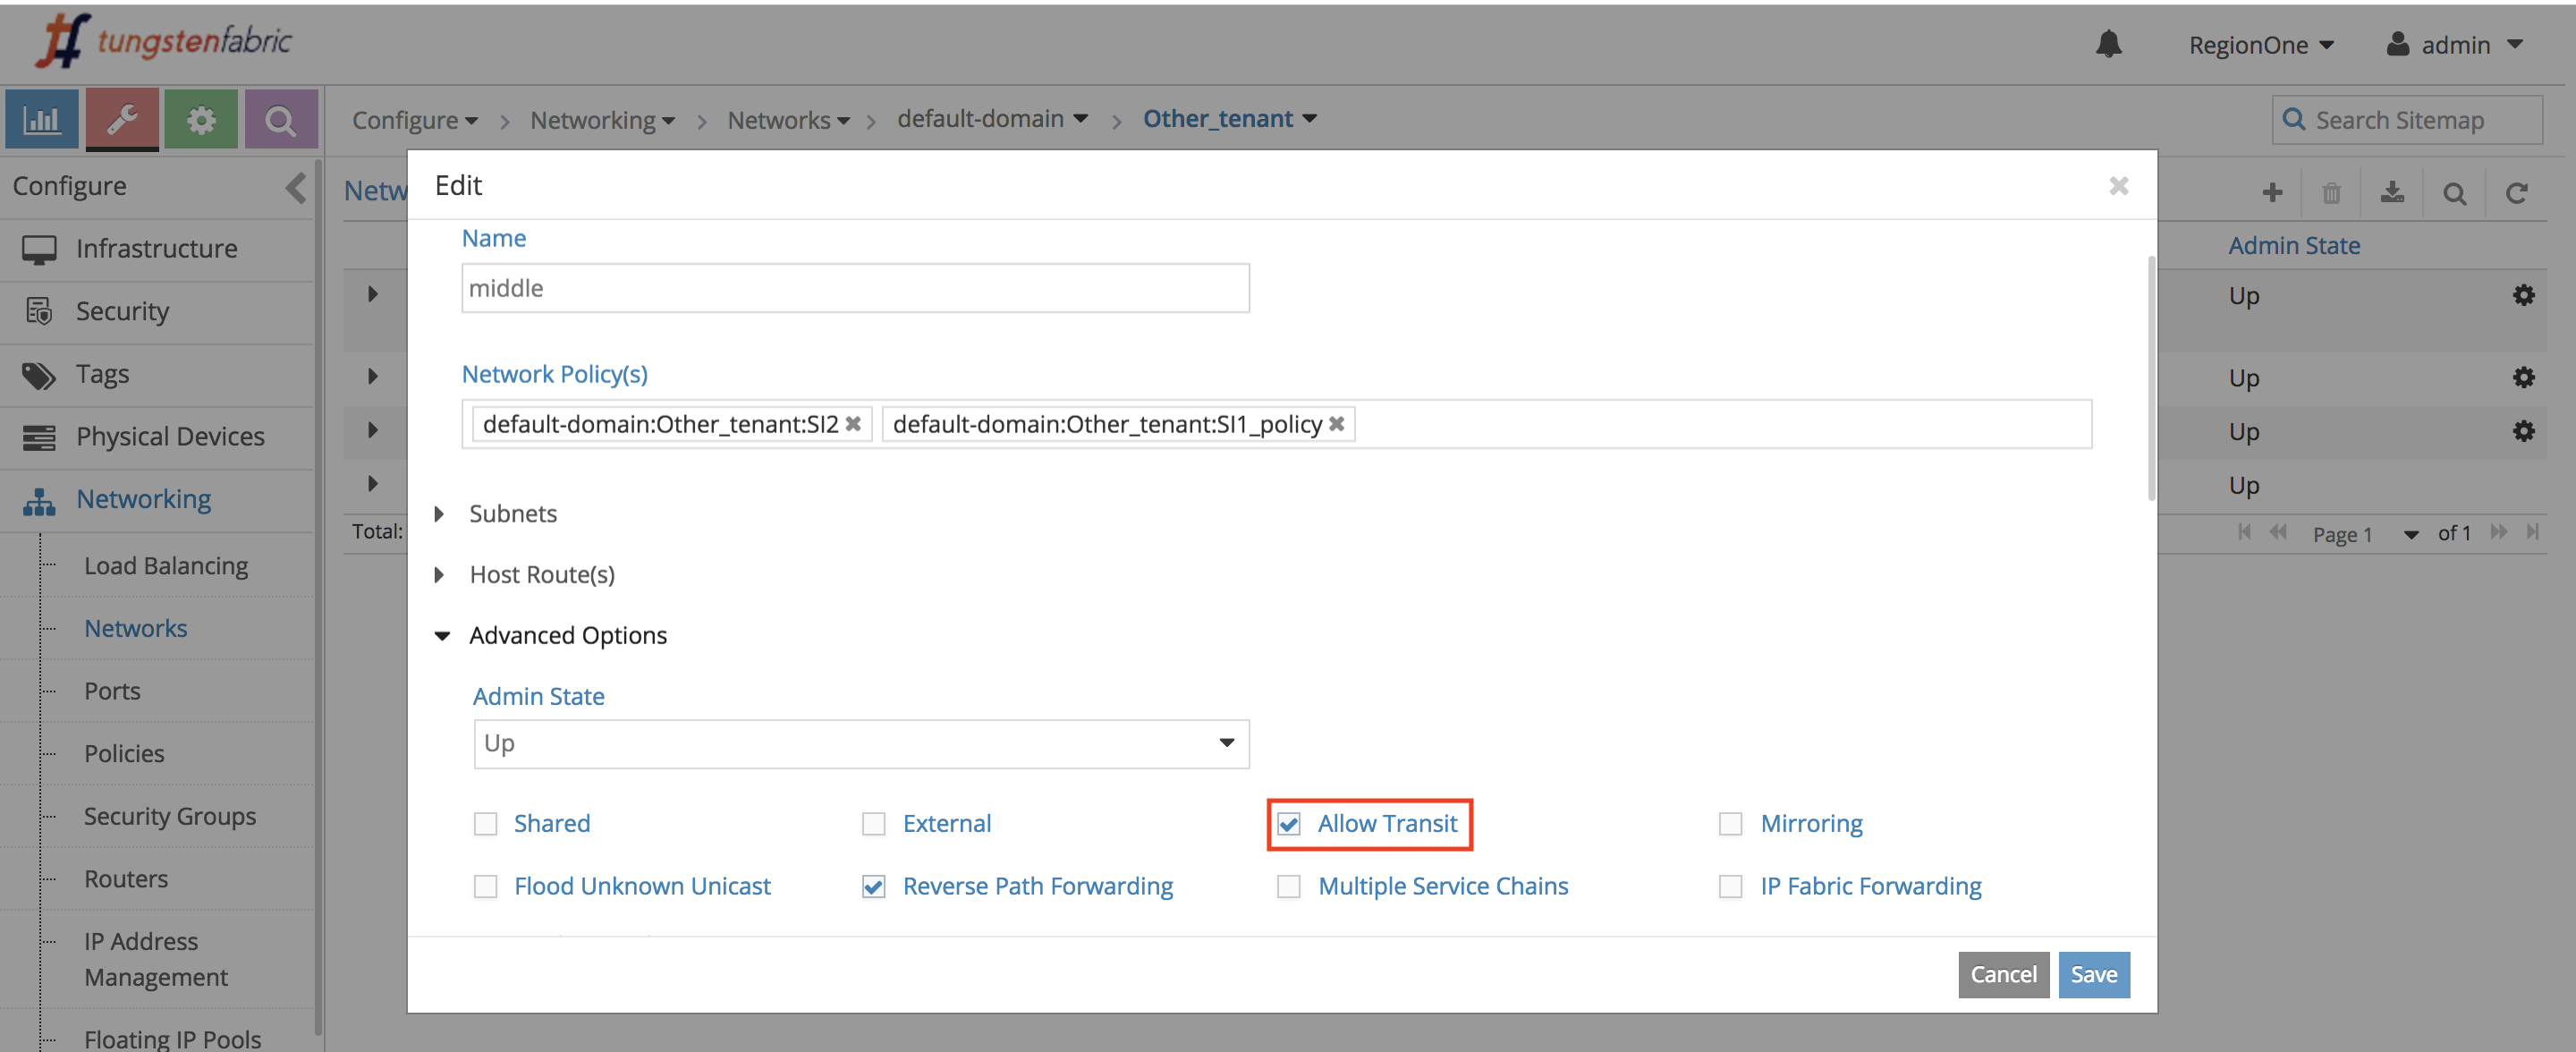 tungstenfabric
RegionOne
admin
Configure > Networking > Networks > default-domain > Other_tenant
Search Sitemap
Configure
Netw
Edit
Name
middle
Admin State
Infrastructure
Up
Security
Network Policy(s)
Tags
Up
default-domain:Other_tenant:SI2 default-domain:Other_tenant:SI1_policy
Physical Devices
Up
Networking
Up
Subnets
Total:
Page 1 of 1
Load Balancing
Host Route(s)
Networks
Advanced Options
Ports
Admin State
Up
Policies
Security Groups
Shared External Allow Transit Mirroring
Routers
Flood Unknown Unicast Reverse Path Forwarding Multiple Service Chains IP Fabric Forwarding
IP Address
Management
Cancel Save
Floating IP Pools